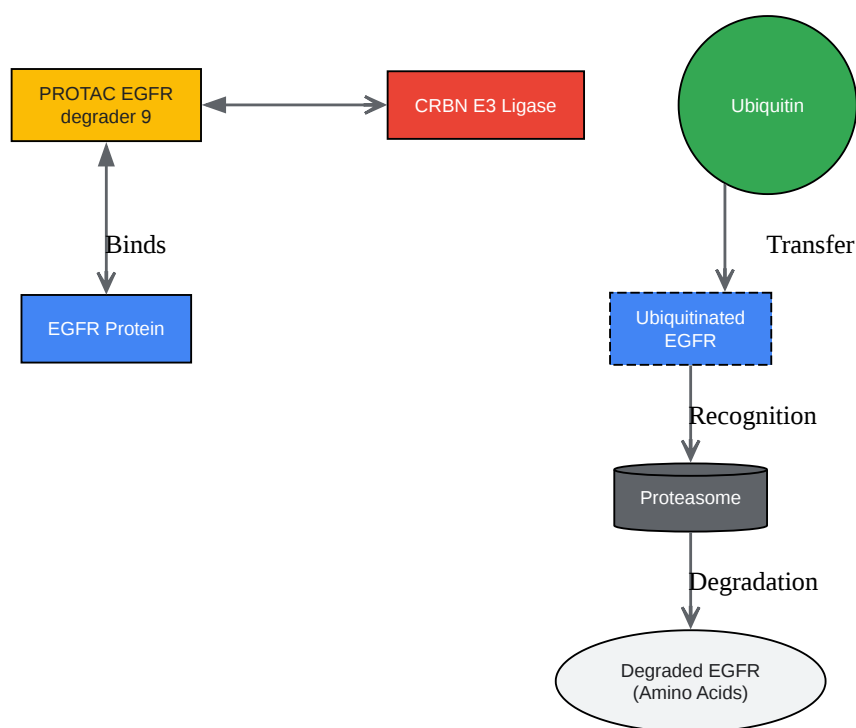 PROTAC EGFR
degrader 9
CRBN E3 Ligase
Ubiquitin
Binds
Transfer
EGFR Protein
Ubiquitinated
EGFR
Recognition
Proteasome
Degradation
Degraded EGFR
(Amino Acids)